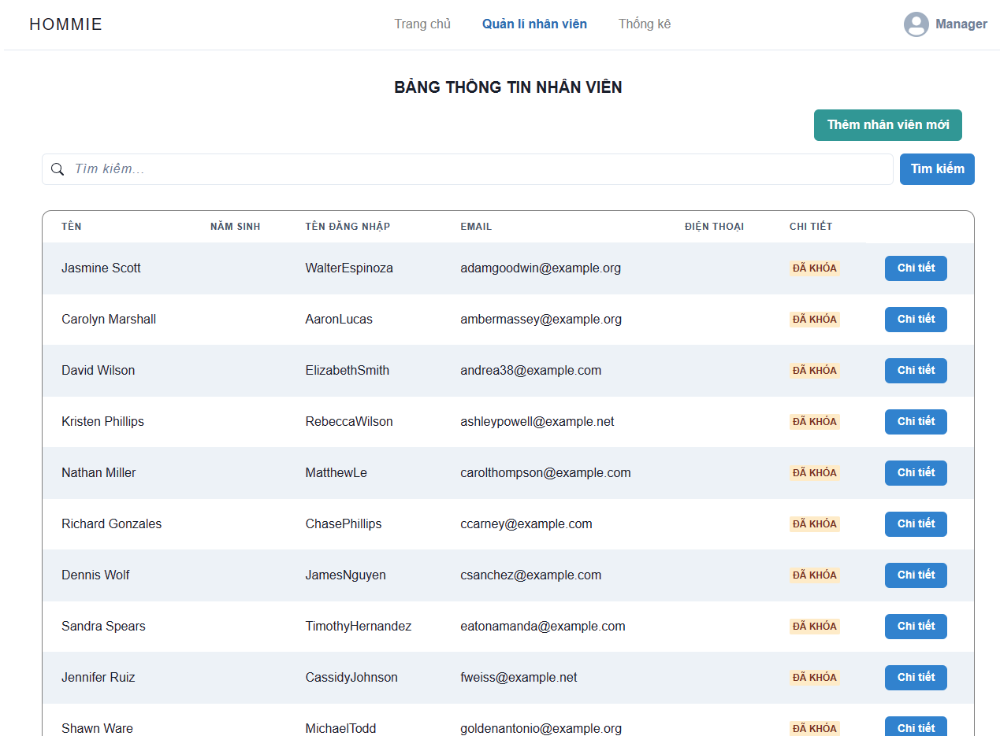 HOMMIE Trang chủ Quản lí nhân viên Thống kê Manager
BẢNG THÔNG TIN NHÂN VIÊN
Thêm nhân viên mới
Tìm kiêm... Tìm kiếm
TÊN NĂM SINH TÊN ĐĂNG NHẬP EMAIL ĐIỆN THOẠI CHI TIẾT
Jasmine Scott WalterEspinoza adamgoodwin@example.org ĐÃ KHÓA Chi tiết
Carolyn Marshall AaronLucas ambermassey@example.org ĐÃ KHÓA Chi tiết
David Wilson ElizabethSmith andrea38@example.com ĐÃ KHÓA Chi tiết
Kristen Phillips RebeccaWilson ashleypowell@example.net ĐÃ KHÓA Chi tiết
Nathan Miller MatthewLe carolthompson@example.com ĐÃ KHÓA Chi tiết
Richard Gonzales ChasePhillips ccarney@example.com ĐÃ KHÓA Chi tiết
Dennis Wolf JamesNguyen csanchez@example.com ĐÃ KHÓA Chi tiết
Sandra Spears TimothyHernandez eatonamanda@example.com ĐÃ KHÓA Chi tiết
Jennifer Ruiz CassidyJohnson fweiss@example.net ĐÃ KHÓA Chi tiết
Shawn Ware MichaelTodd goldenantonio@example.org ĐÃ KHÓA Chi tiết